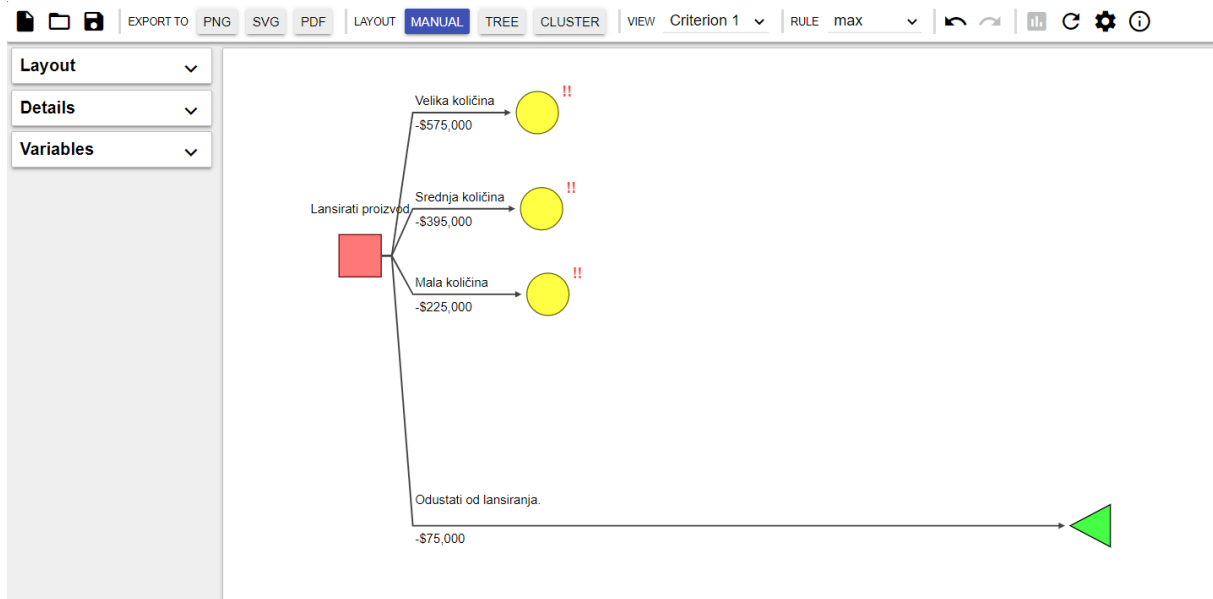 EXPORT TO PNG SVG PDF LAYOUT MANUAL TREE CLUSTER VIEW Criterion 1 RULE max
Layout
Details
Variables
Velika količina
!!
-$575,000
Srednja količina
!!
Lansirati proizvod
-$395,000
Mala količina
!!
-$225,000
Odustati od lansiranja.
-$75,000